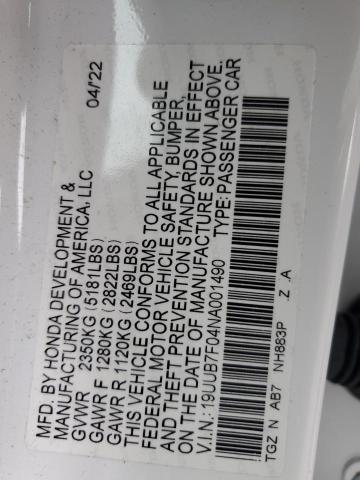 MFD. BY HONDA DEVELOPMENT & 04/22
MANUFACTURING OF AMERICA, LLC
GVWR 2350KG (5181LBS)
GAWR F 1280KG (2822LBS)
GAWR R 1120KG (2469LBS)
THIS VEHICLE CONFORMS TO ALL APPLICABLE
FEDERAL MOTOR VEHICLE SAFETY, BUMPER,
AND THEFT PREVENTION STANDARDS IN EFFECT
ON THE DATE OF MANUFACTURE SHOWN ABOVE.
V.I.N.: 19UUB7F04NA001490 TYPE: PASSENGER CAR
TGZ N AB7 NH883P Z .A